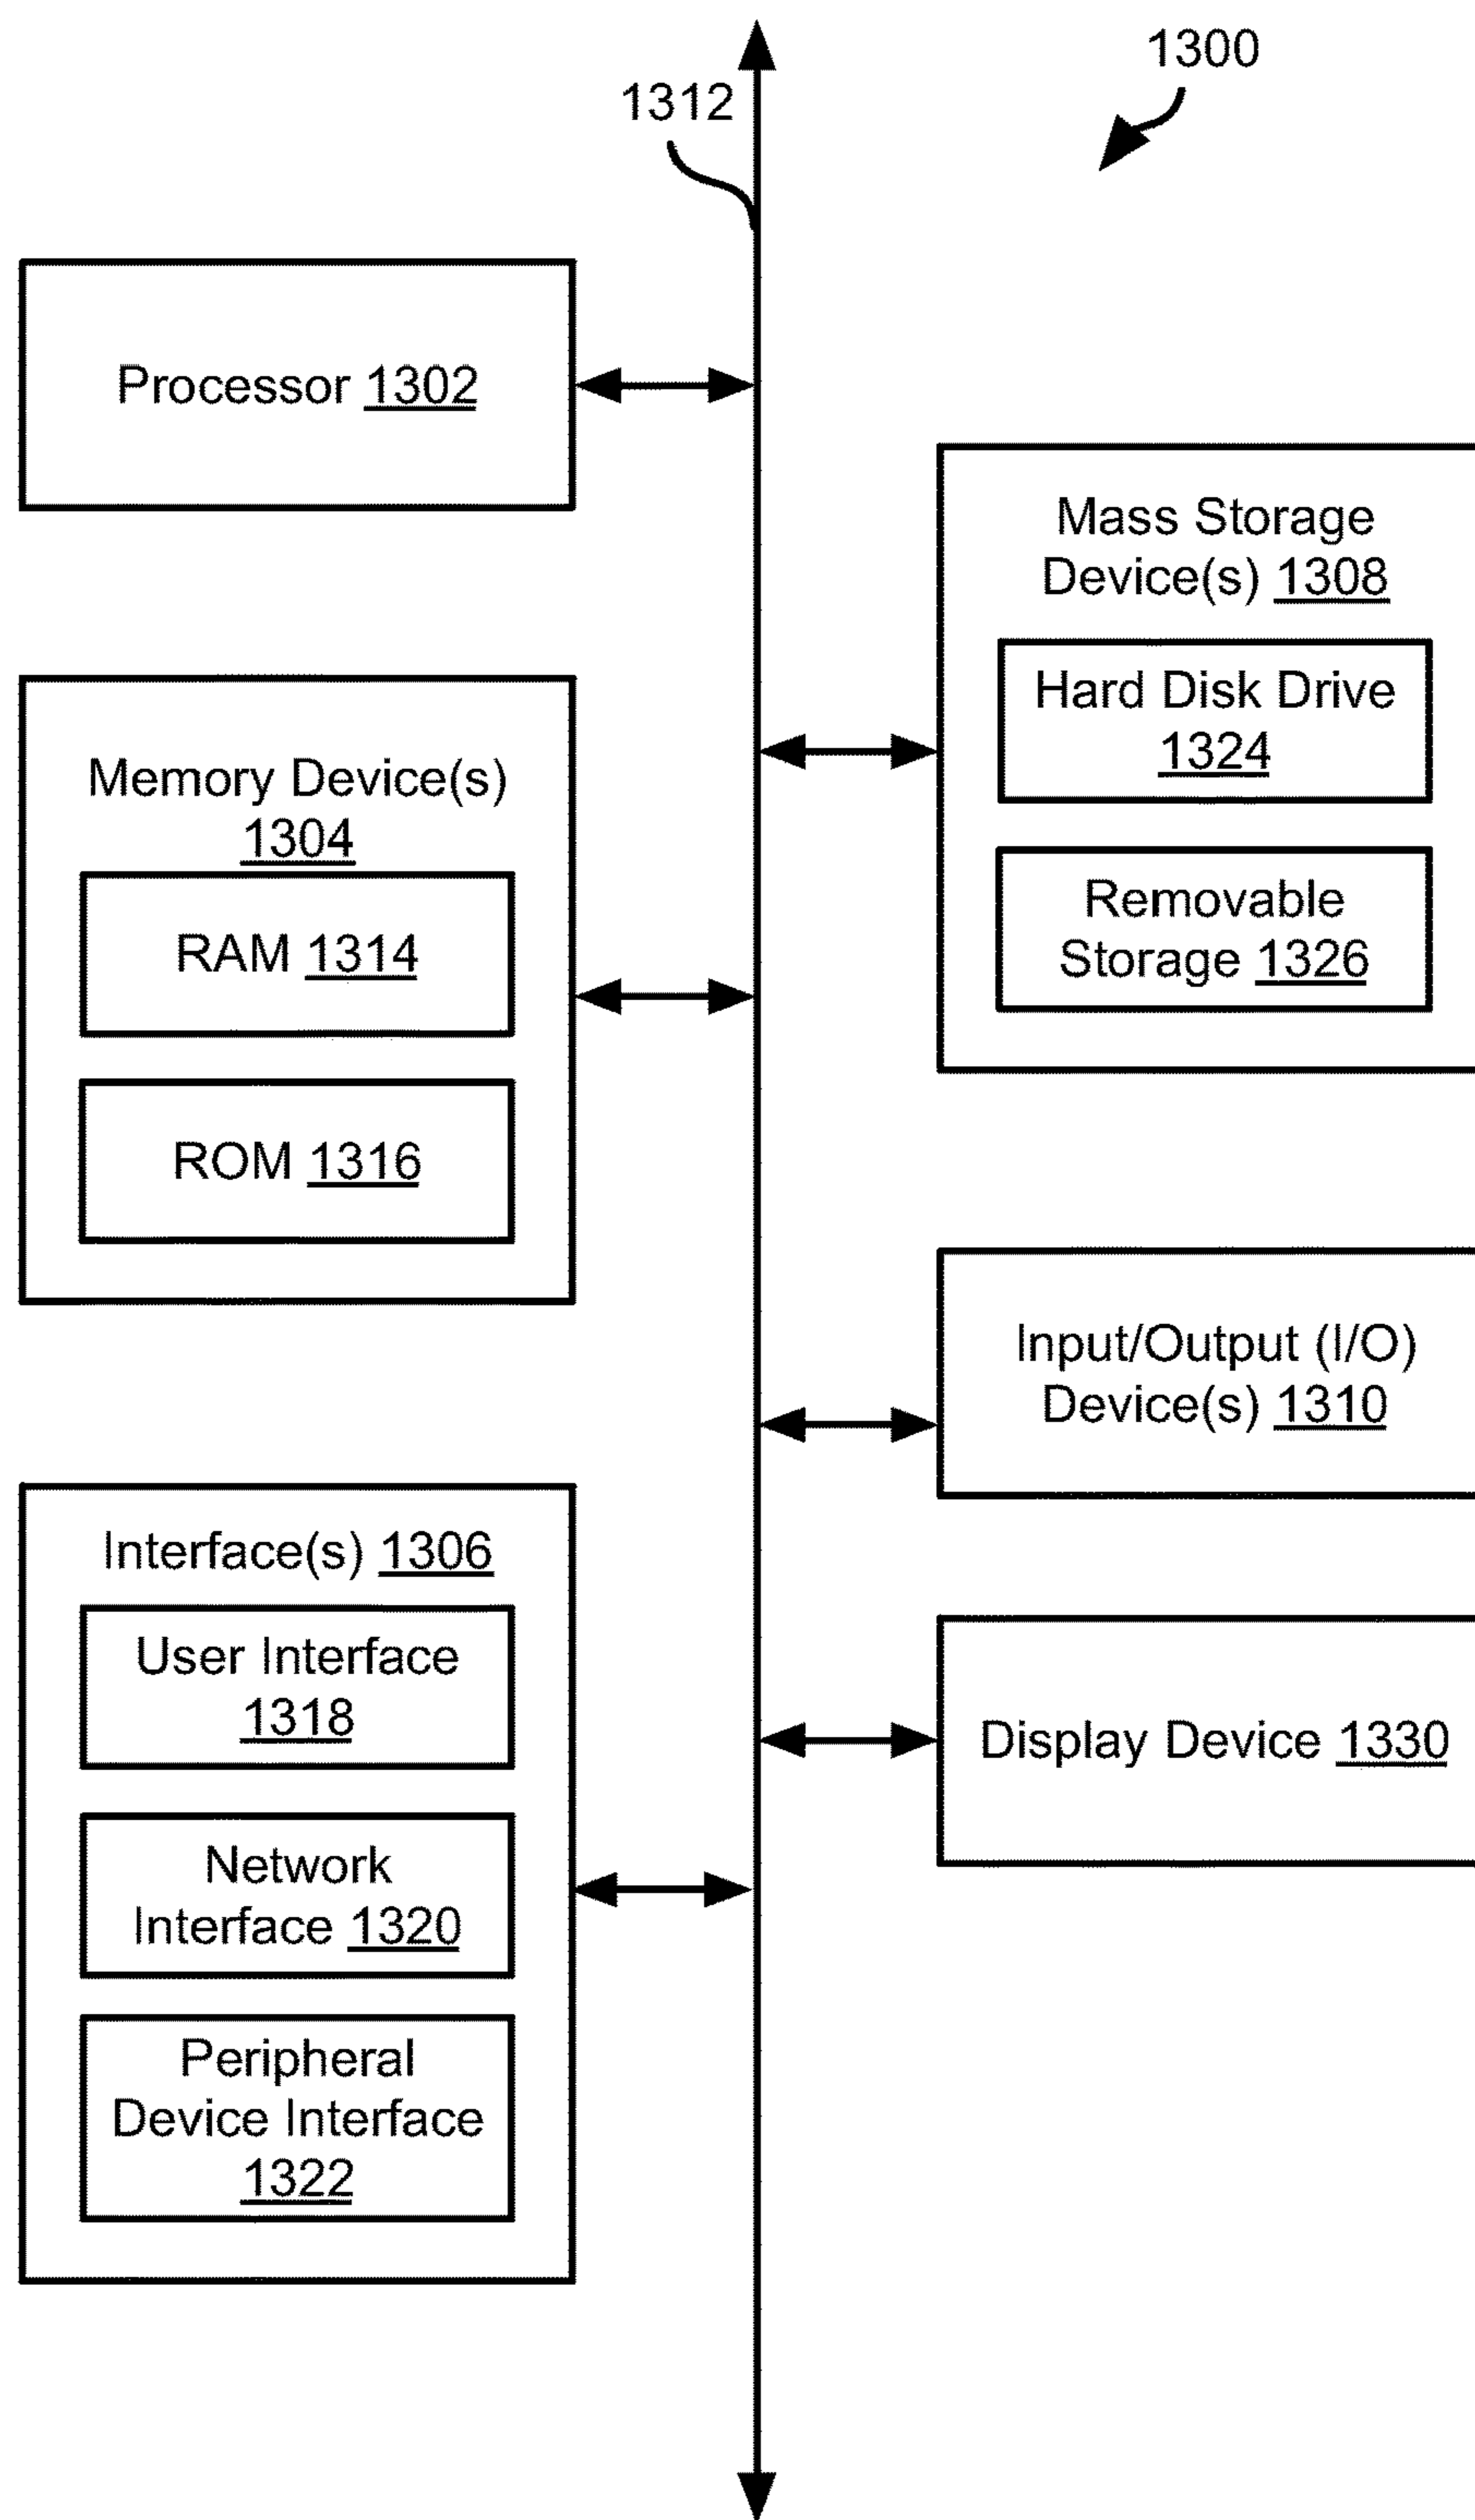 1300
1312
Processor 1302
Mass Storage
Device(s) 1308
Hard Disk Drive
1324
Removable
Storage 1326
Memory Device(s)
1304
RAM 1314
ROM 1316
Input/Output (I/O)
Device(s) 1310
Interface(s) 1306
User Interface
1318
Network
Interface 1320
Peripheral
Device Interface
1322
Display Device 1330